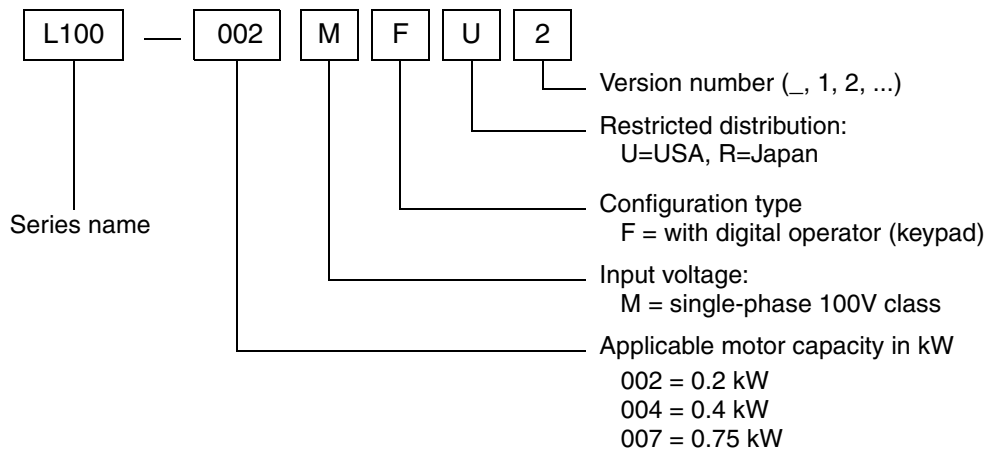 L100 — 002 M F U 2
Version number (_, 1, 2, ...)
Restricted distribution:
U=USA, R=Japan
Series name
Configuration type
F = with digital operator (keypad)
Input voltage:
M = single-phase 100V class
Applicable motor capacity in kW
002 = 0.2 kW
004 = 0.4 kW
007 = 0.75 kW